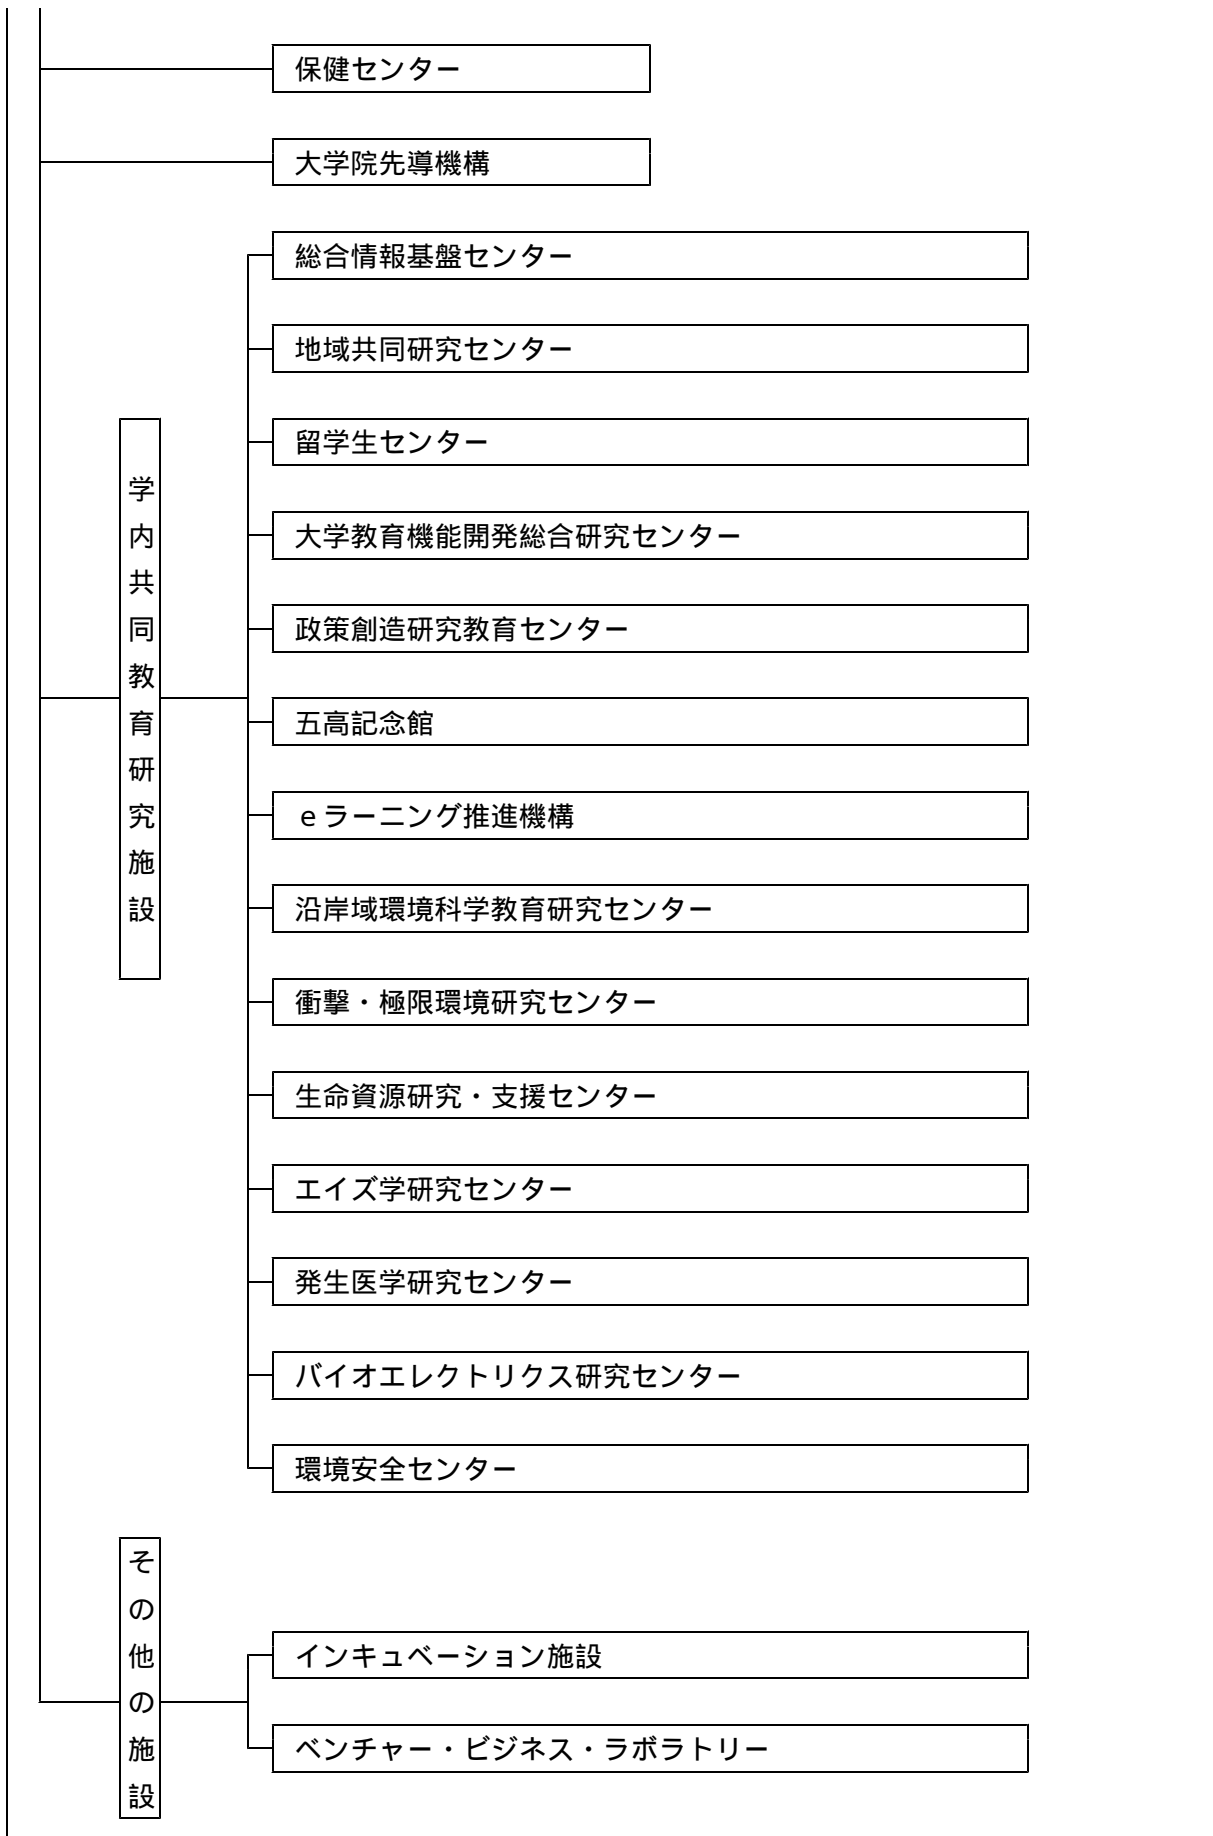 保健センター
大学院先導機構
学内共同教育研究施設
総合情報基盤センター
地域共同研究センター
留学生センター
大学教育機能開発総合研究センター
政策創造研究教育センター
五高記念館
ｅラーニング推進機構
沿岸域環境科学教育研究センター
衝撃・極限環境研究センター
生命資源研究・支援センター
エイズ学研究センター
発生医学研究センター
バイオエレクトリクス研究センター
環境安全センター
その他の施設
インキュベーション施設
ベンチャー・ビジネス・ラボラトリー